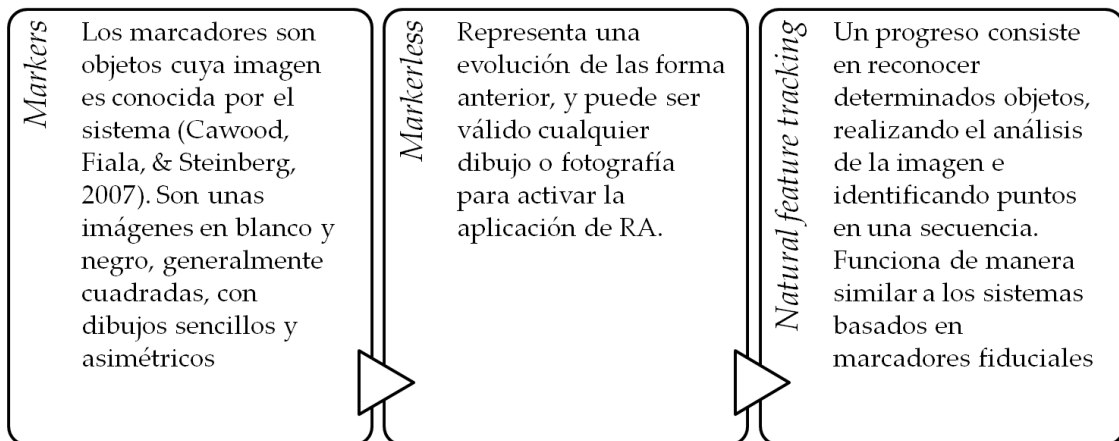 Markers
Los marcadores son
objetos cuya imagen
es conocida por el
sistema (Cawood,
Fiala, & Steinberg,
2007). Son unas
imágenes en blanco y
negro, generalmente
cuadradas, con
dibujos sencillos y
asimétricos
Markerless
Representa una
evolución de las forma
anterior, y puede ser
válido cualquier
dibujo o fotografía
para activar la
aplicación de RA.
Natural feature tracking
Un progreso consiste
en reconocer
determinados objetos,
realizando el análisis
de la imagen e
identificando puntos
en una secuencia.
Funciona de manera
similar a los sistemas
basados en
marcadores fiduciales